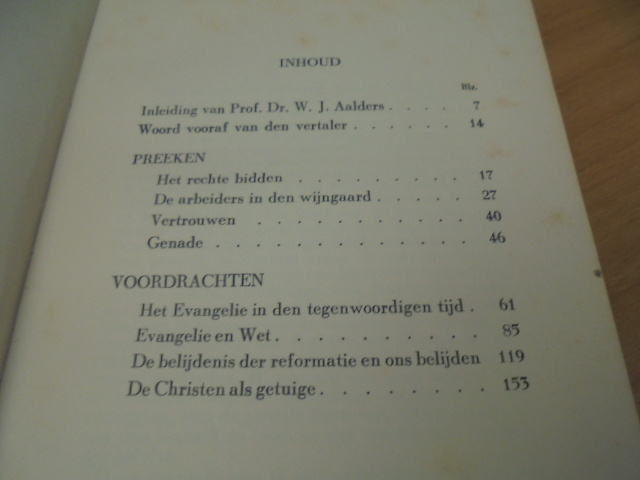 INHOUD
Blz.
Inleiding van Prof. Dr. W. J. Aalders . . . . 7
Woord vooraf van den vertaler . . . . . . 14
PREEKEN
Het rechte bidden . . . . . . . . . 17
De arbeiders in den wijngaard . . . . . 27
Vertrouwen . . . . . . . . . . . 40
Genade . . . . . . . . . . . . . 46
VOORDRACHTEN
Het Evangelie in den tegenwoordigen tijd . 61
Evangelie en Wet . . . . . . . . . 85
De belijdenis der reformatie en ons belijden 119
De Christen als getuige . . . . . . . 153